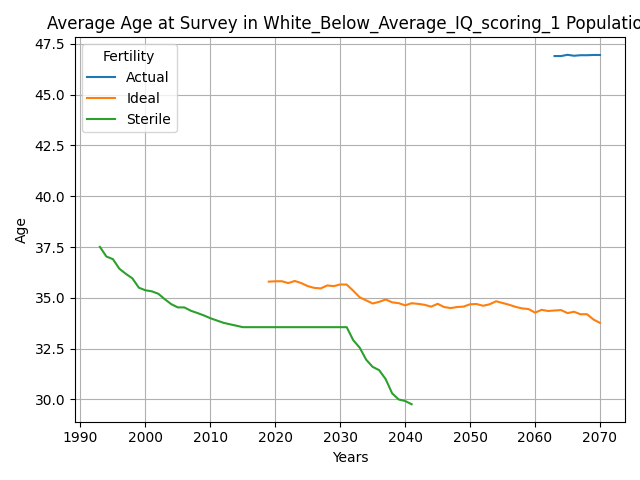 Average Age at Survey in White_Below_Average_IQ_scoring_1 Populatio
47.5
45.0
42.5
40.0
37.5
35.0
32.5
30.0
Age
Fertility
Actual
Ideal
Sterile
1990 2000 2010 2020 2030 2040 2050 2060 2070
Years